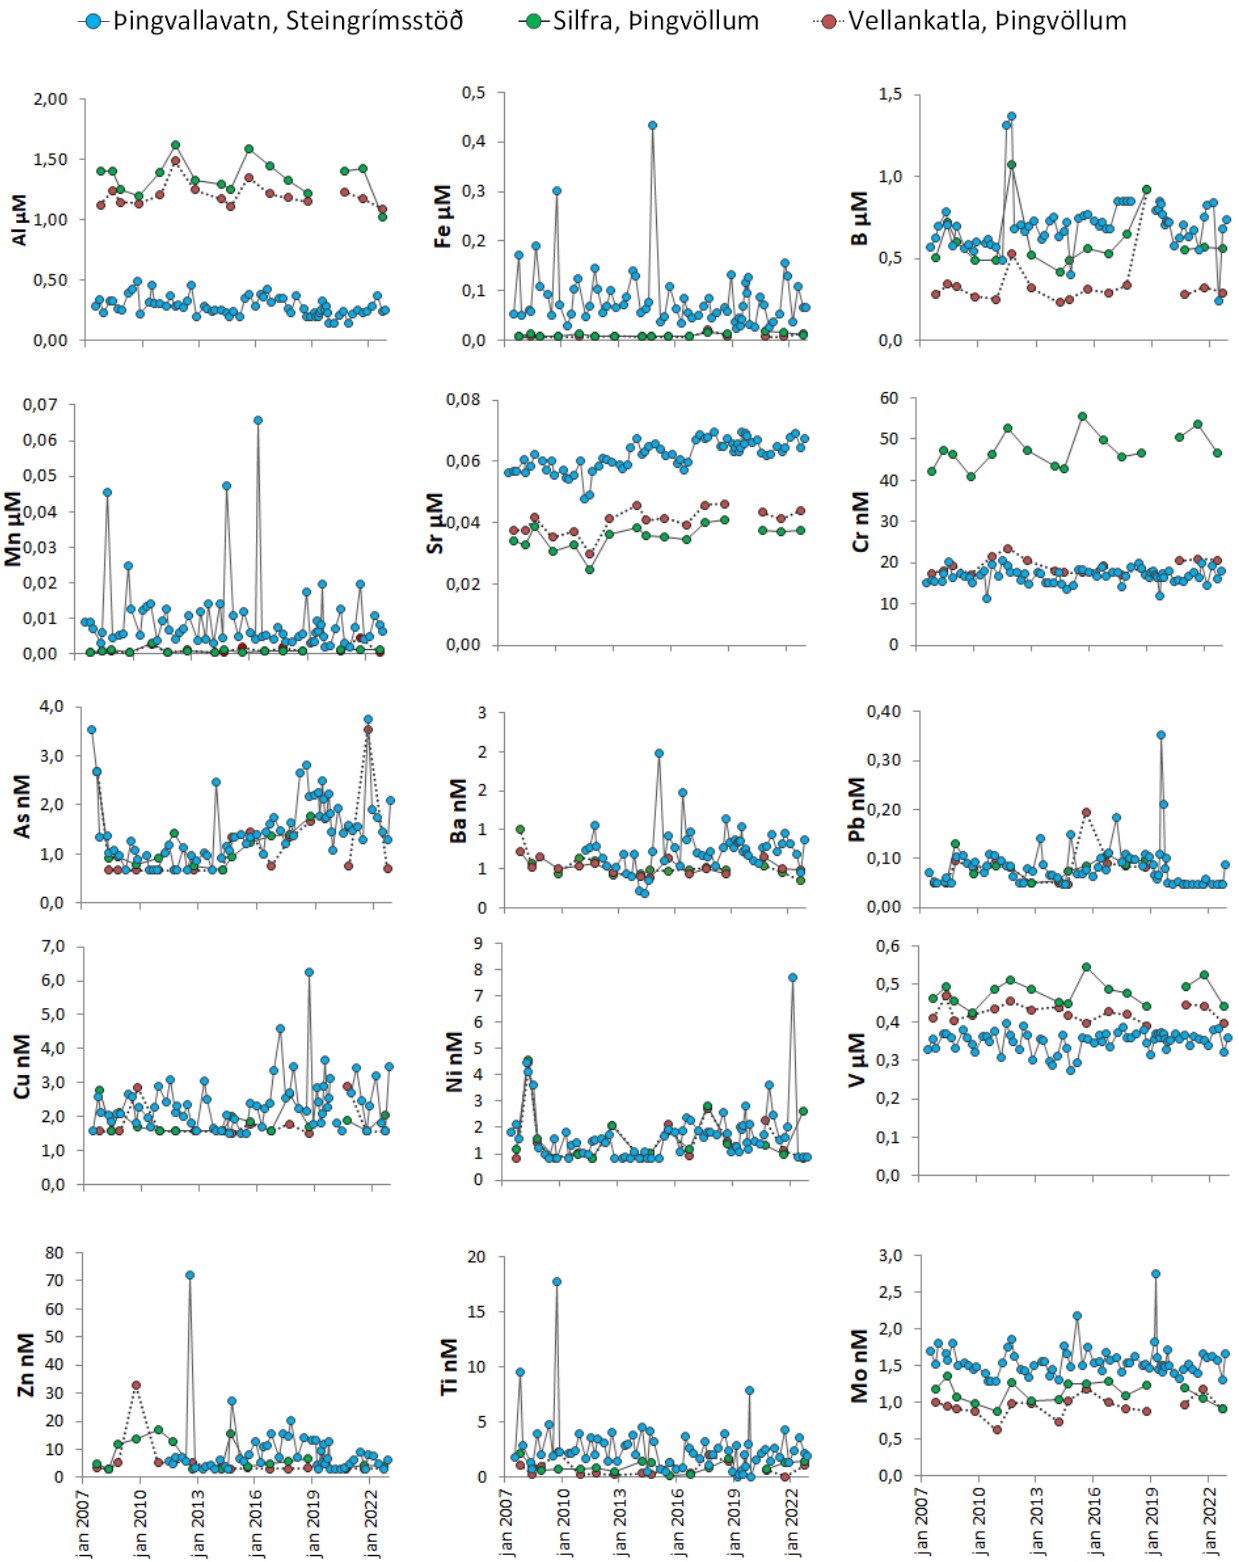 Þingvallavatn, Steingrímsstöð Silfra, Þingvöllum Vellankatla, Þingvöllum
Al µM
2,00
1,50
1,00
0,50
0,00
Fe µM
0,5
0,4
0,3
0,2
0,1
0,0
B µM
1,5
1,0
0,5
0,0
Mn µM
0,07
0,06
0,05
0,04
0,03
0,02
0,01
0,00
Sr µM
0,08
0,06
0,04
0,02
0,00
Cr nM
60
50
40
30
20
10
0
As nM
4,0
3,0
2,0
1,0
0,0
Ba nM
3
2
2
1
1
0
Pb nM
0,40
0,30
0,20
0,10
0,00
Cu nM
7,0
6,0
5,0
4,0
3,0
2,0
1,0
0,0
Ni nM
9
8
7
6
5
4
3
2
1
0
V µM
0,6
0,5
0,4
0,3
0,2
0,1
0,0
Zn nM
80
70
60
50
40
30
20
10
0
jan 2007
jan 2010
jan 2013
jan 2016
jan 2019
jan 2022
Ti nM
20
15
10
5
0
jan 2007
jan 2010
jan 2013
jan 2016
jan 2019
jan 2022
Mo nM
3,0
2,5
2,0
1,5
1,0
0,5
0,0
jan 2007
jan 2010
jan 2013
jan 2016
jan 2019
jan 2022